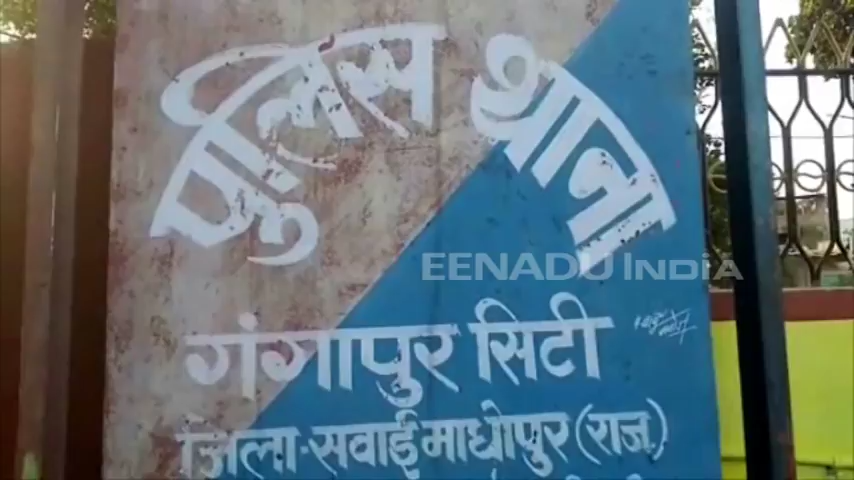 पुलिस थाना
EENADU INDIA
गंगापुर सिटी
जिला-सवाई माधोपुर (राज.)